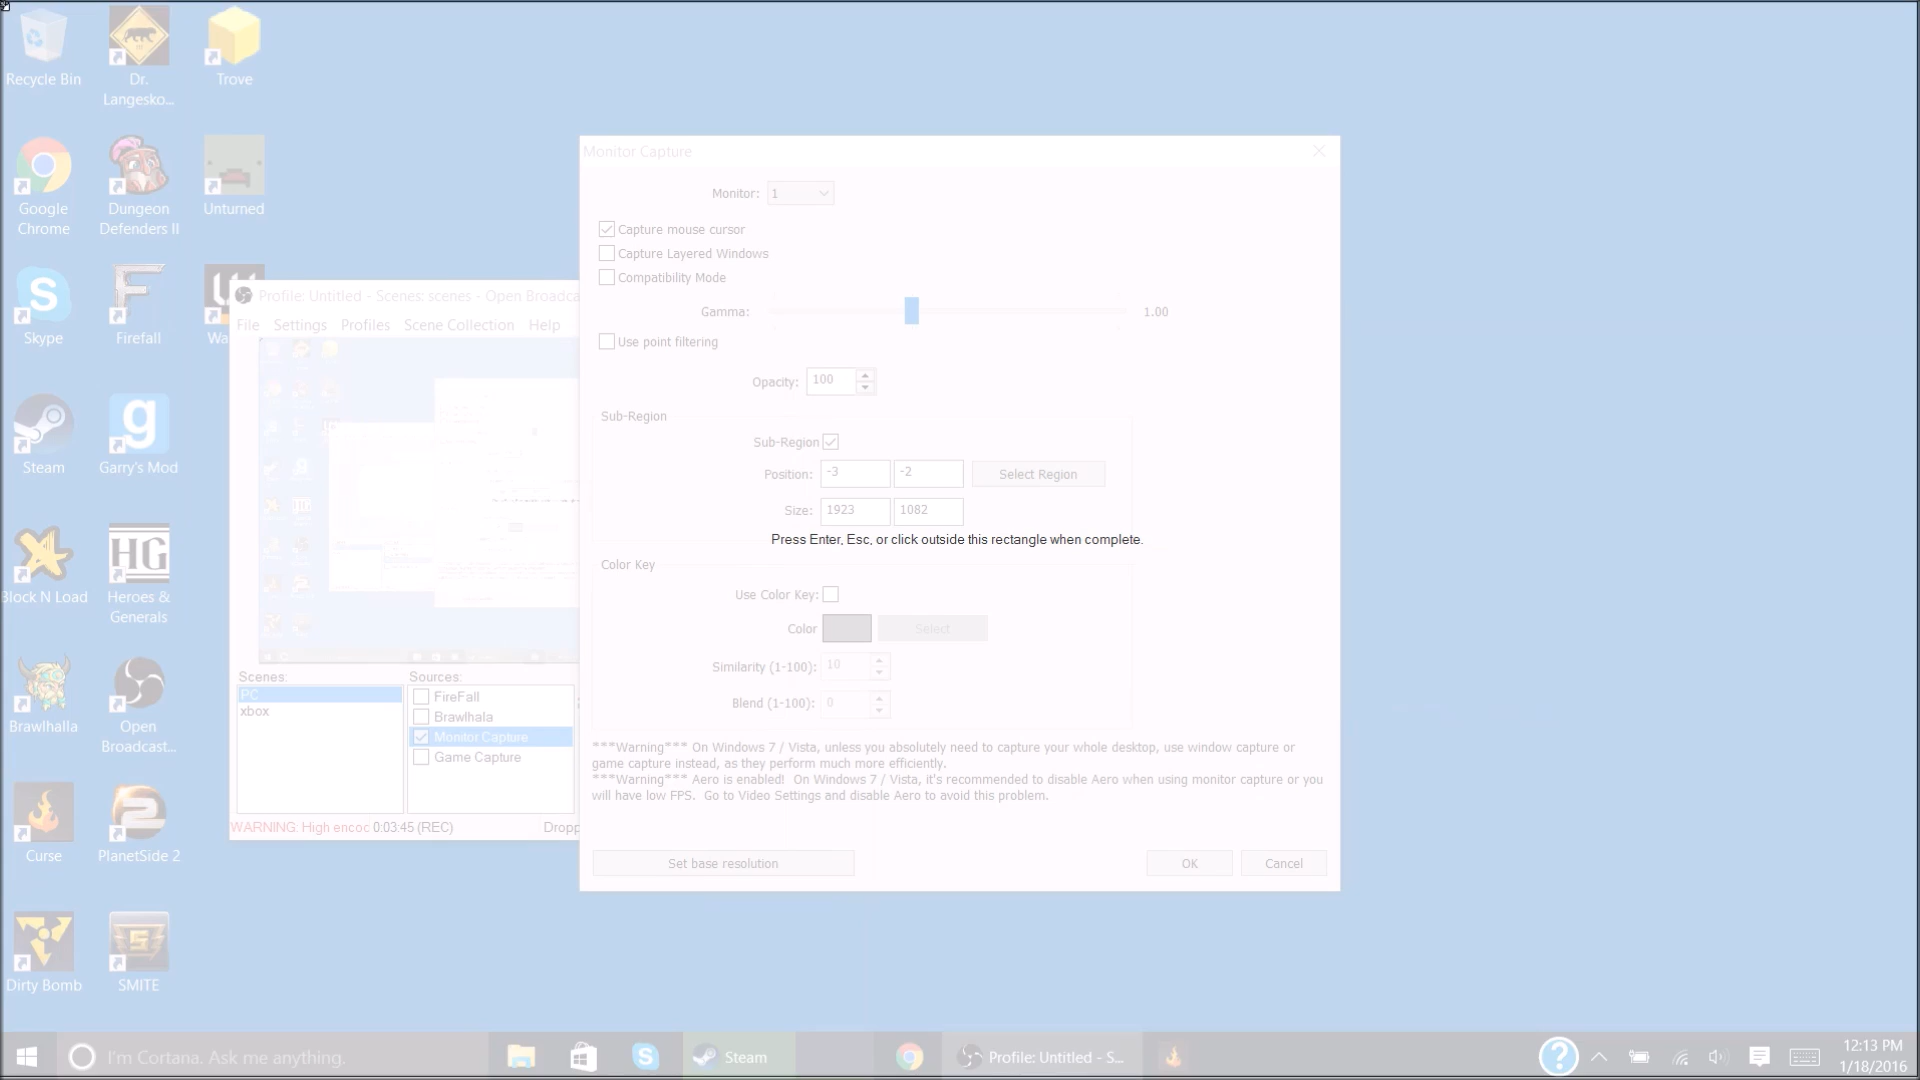 Recycle Bin
Dr.
Langesko...
Trove
Google
Chrome
Dungeon
Defenders II
Unturned
Skype
Firefall
Wa
Steam
Garry's Mod
Block N Load
HG
Heroes &
Generals
Brawlhalla
Open
Broadcast...
Curse
PlanetSide 2
Dirty Bomb
SMITE
Profile: Untitled - Scenes: scenes - Open Broadca
File Settings Profiles Scene Collection Help
Scenes:
PC
xbox
Sources:
FireFall
Brawlhala
Monitor Capture
Game Capture
WARNING: High encoc 0:03:45 (REC)
Dropp
Monitor Capture
Monitor: 1
Capture mouse cursor
Capture Layered Windows
Compatibility Mode
Gamma: 1.00
Use point filtering
Opacity: 100
Sub-Region
Sub-Region
Position: -3 -2 Select Region
Size: 1923 1082
Press Enter, Esc, or click outside this rectangle when complete.
Color Key
Use Color Key:
Color Select
Similarity (1-100): 10
Blend (1-100): 0
***Warning*** On Windows 7 / Vista, unless you absolutely need to capture your whole desktop, use window capture or
game capture instead, as they perform much more efficiently.
***Warning*** Aero is enabled! On Windows 7 / Vista, it's recommended to disable Aero when using monitor capture or you
will have low FPS. Go to Video Settings and disable Aero to avoid this problem.
Set base resolution OK Cancel
I'm Cortana. Ask me anything.
Steam
Profile: Untitled - S...
12:13 PM
1/18/2016